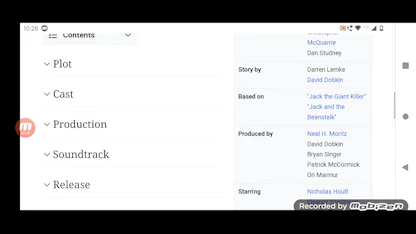 10:28
Contents
Plot
Cast
Production
Soundtrack
Release
Christopher
McQuarrie
Dan Studney
Story by
Darren Lemke
David Dobkin
Based on
"Jack the Giant Killer"
"Jack and the
Beanstalk"
Produced by
Neal H. Moritz
David Dobkin
Bryan Singer
Patrick McCormick
Ori Marmur
Starring
Nicholas Hoult
Recorded by
Mobizen